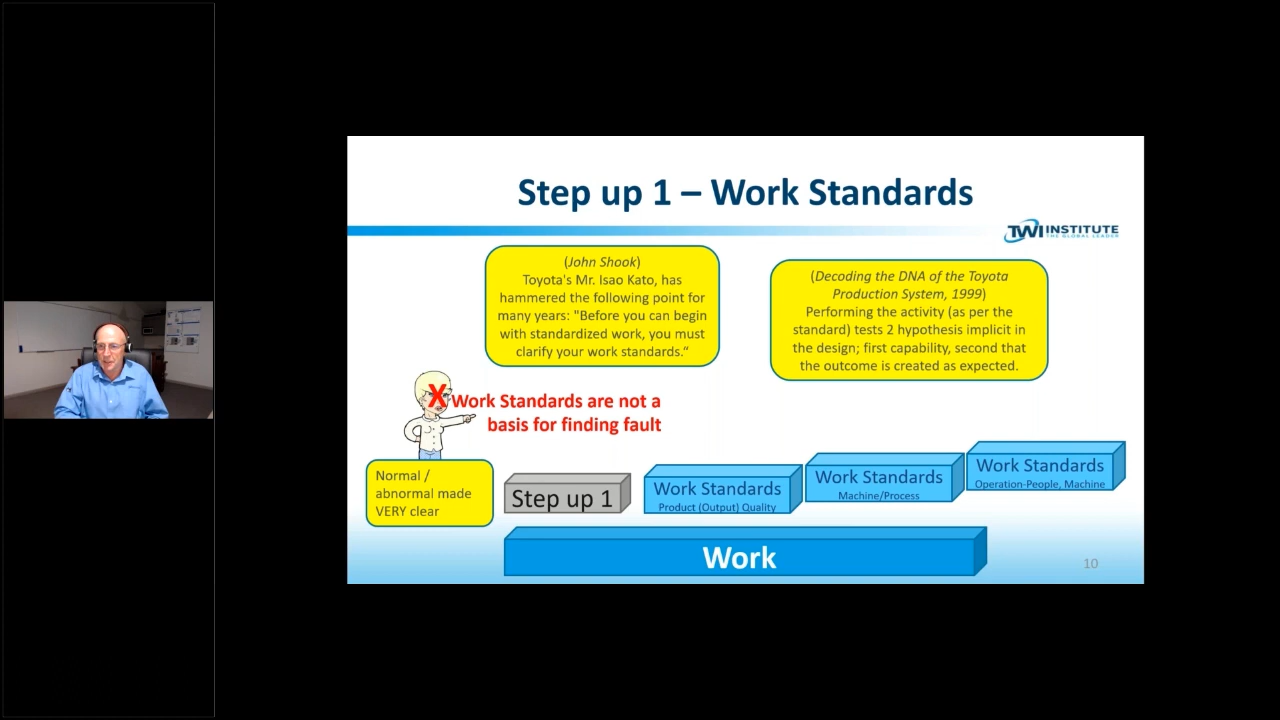 Step up 1 – Work Standards
TWI INSTITUTE
THE GLOBAL LEADER
(John Shook)
Toyota's Mr. Isao Kato, has
hammered the following point for
many years: "Before you can begin
with standardized work, you must
clarify your work standards.“
(Decoding the DNA of the Toyota
Production System, 1999)
Performing the activity (as per the
standard) tests 2 hypothesis implicit in
the design; first capability, second that
the outcome is created as expected.
X
Work Standards are not a
basis for finding fault
Normal /
abnormal made
VERY clear
Step up 1
Work Standards
Product (Output) Quality
Work Standards
Machine/Process
Work Standards
Operation-People, Machine
Work
10